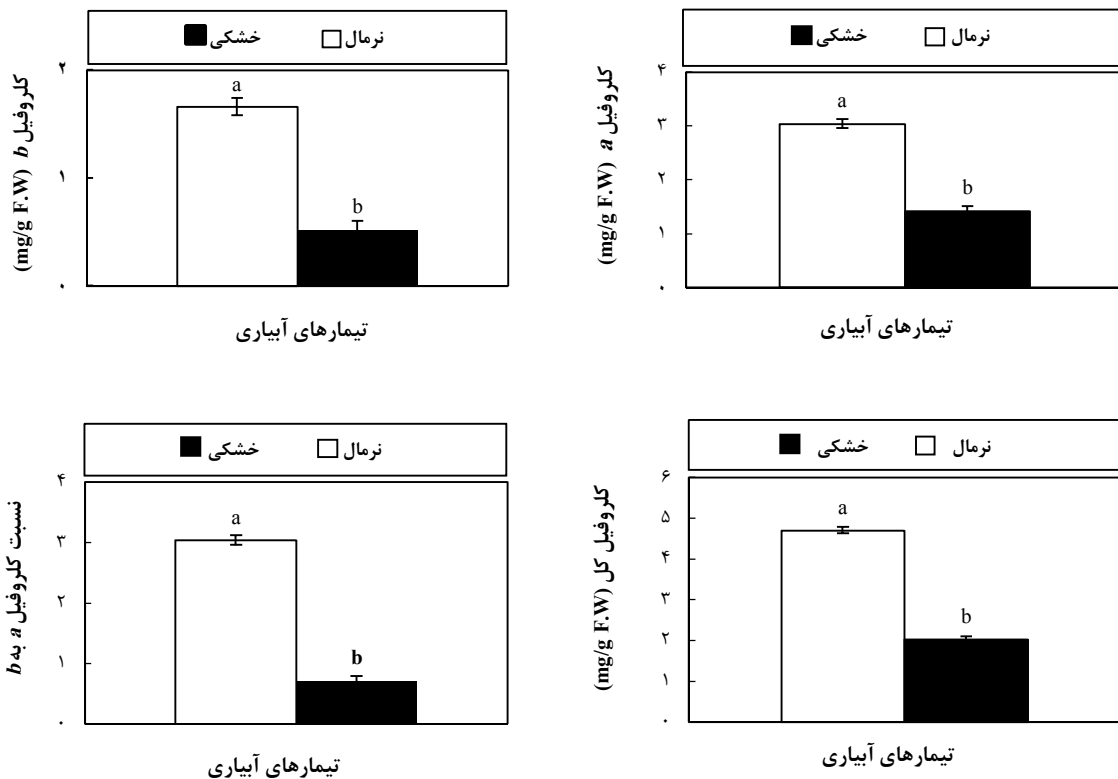 نرمال خشکی
کلروفیل a (mg/g F.W)
۴
۳
۲
۱
۰
a
b
تیمارهای آبیاری
نرمال خشکی
کلروفیل b (mg/g F.W)
۲
۱
۰
a
b
تیمارهای آبیاری
نرمال خشکی
کلروفیل کل (mg/g F.W)
۶
۵
۴
۳
۲
۱
۰
a
b
تیمارهای آبیاری
نرمال خشکی
نسبت کلروفیل a به b
۴
۳
۲
۱
۰
a
b
تیمارهای آبیاری